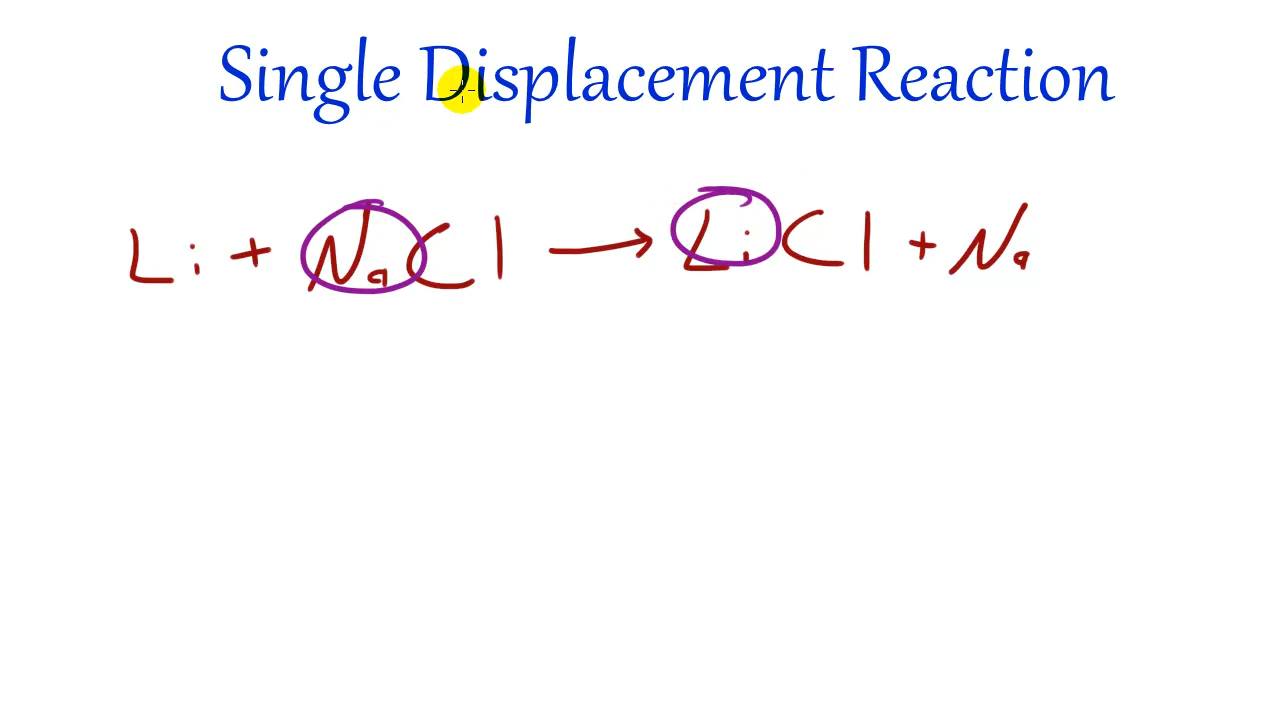 Single Displacement Reaction
Li + NaCl → LiCl + Na